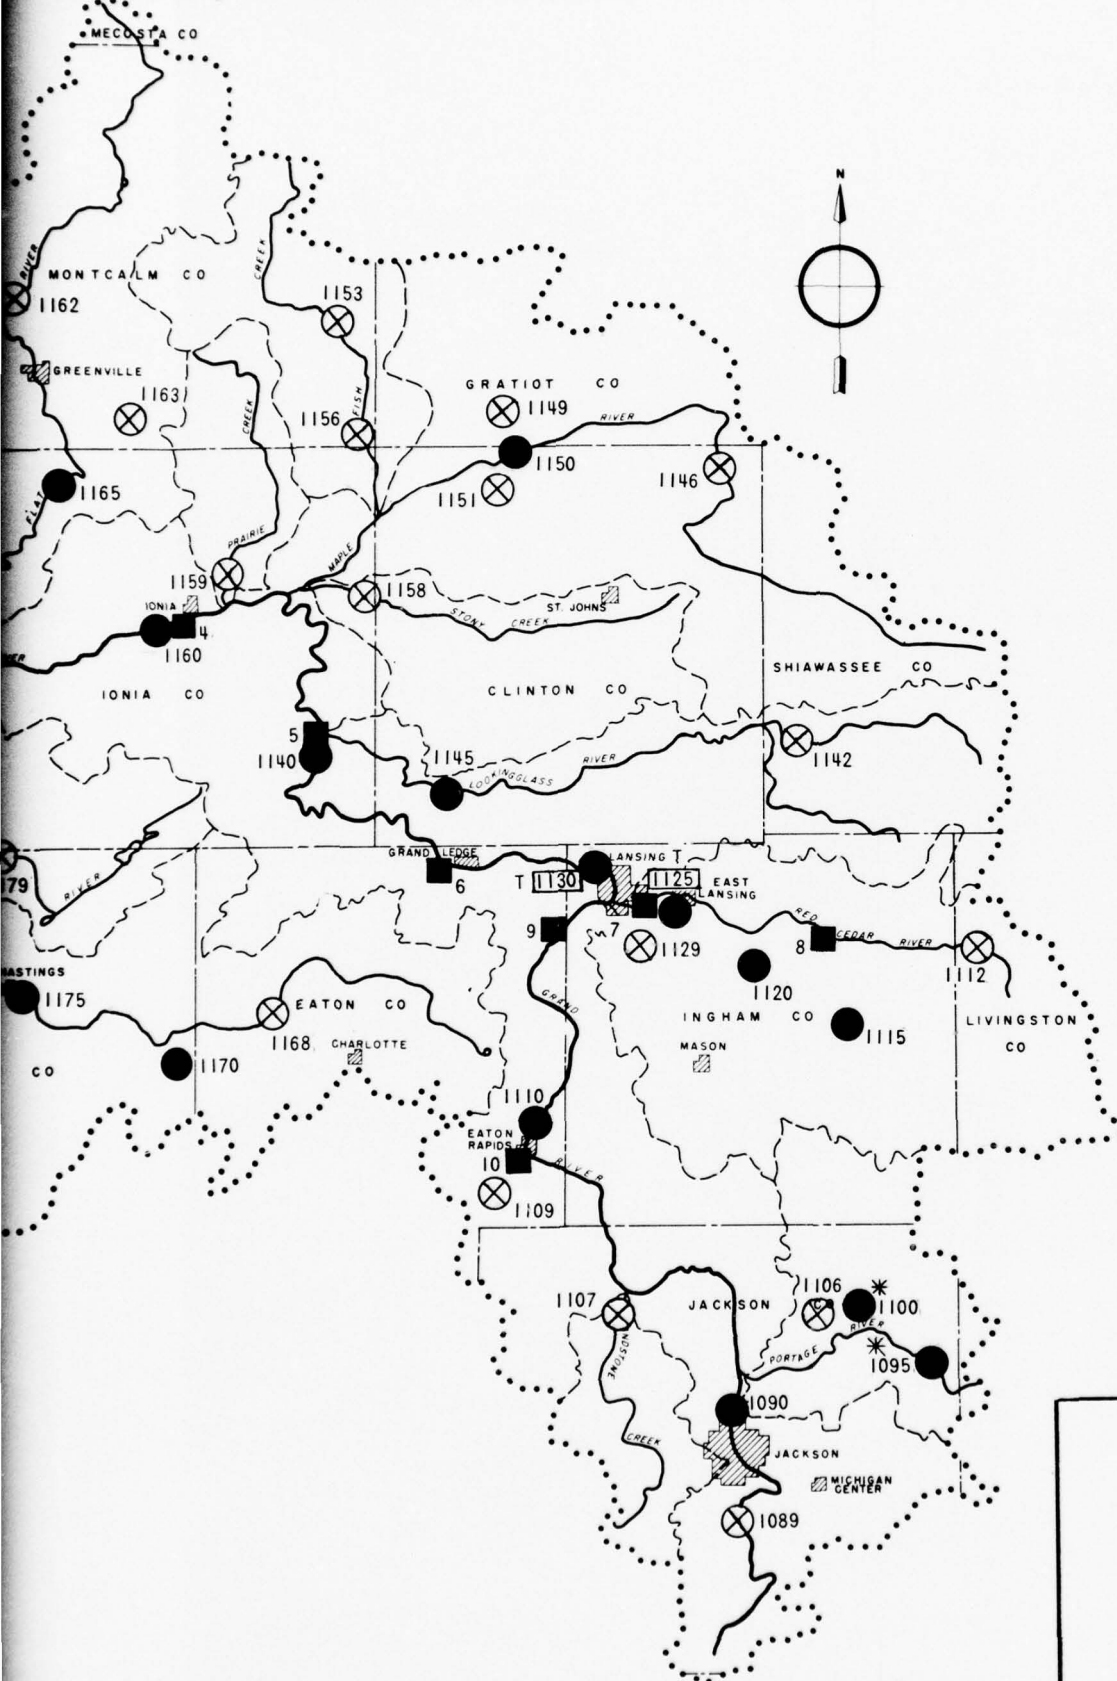 MECOSTA CO
N
RIVER
MONTCALM CO
CREEK
1162
1153
GREENVILLE
1163
CREEK
FISH
1156
GRATIOT CO
1149
RIVER
1150
1151
1146
1165
FLAT
PRAIRIE
MAPLE
1159
IONIA
4
1160
1158
STONY CREEK
ST. JOHNS
IONIA CO
CLINTON CO
SHIAWASSEE CO
5
1140
1145
LOOKINGGLASS
RIVER
1142
GRAND LEDGE
6
LANSING T
T 1130
1125
EAST
LANSING
179
RIVER
9
7
1129
RED
CEDAR
RIVER
8
1112
HASTINGS
1175
EATON CO
1168
CHARLOTTE
GRAND
1120
INGHAM CO
1115
LIVINGSTON
CO
MASON
CO
1170
1110
EATON
RAPIDS
10
RIVER
1109
1107
JACKSON CO
1106
1100
NDSTONE
PORTAGE
RIVER
1095
1090
CREEK
JACKSON
MICHIGAN
CENTER
1089